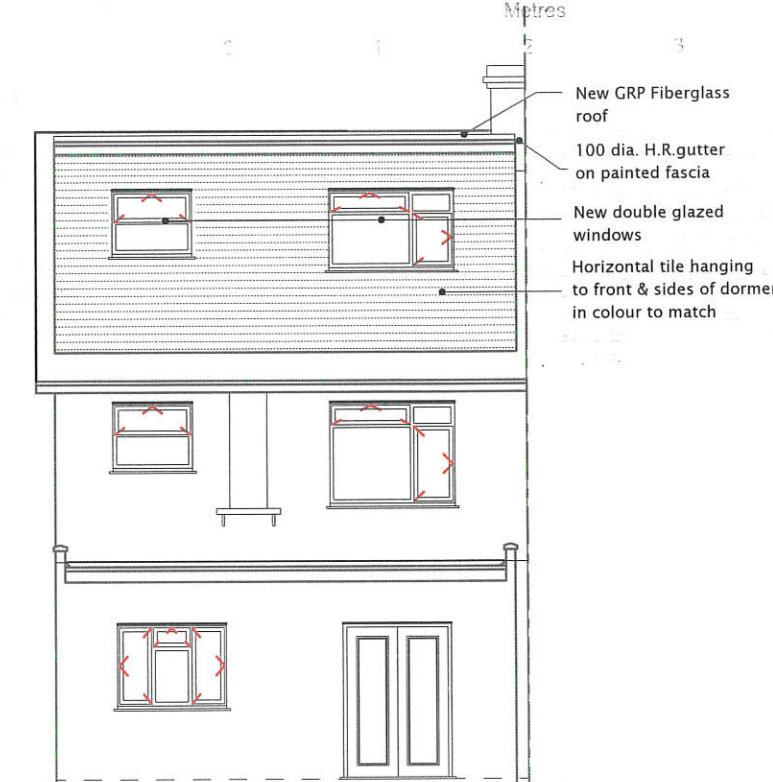 Metres
0 1 2 3
New GRP Fiberglass
roof
100 dia. H.R.gutter
on painted fascia
New double glazed
windows
Horizontal tile hanging
to front & sides of dormer
in colour to match